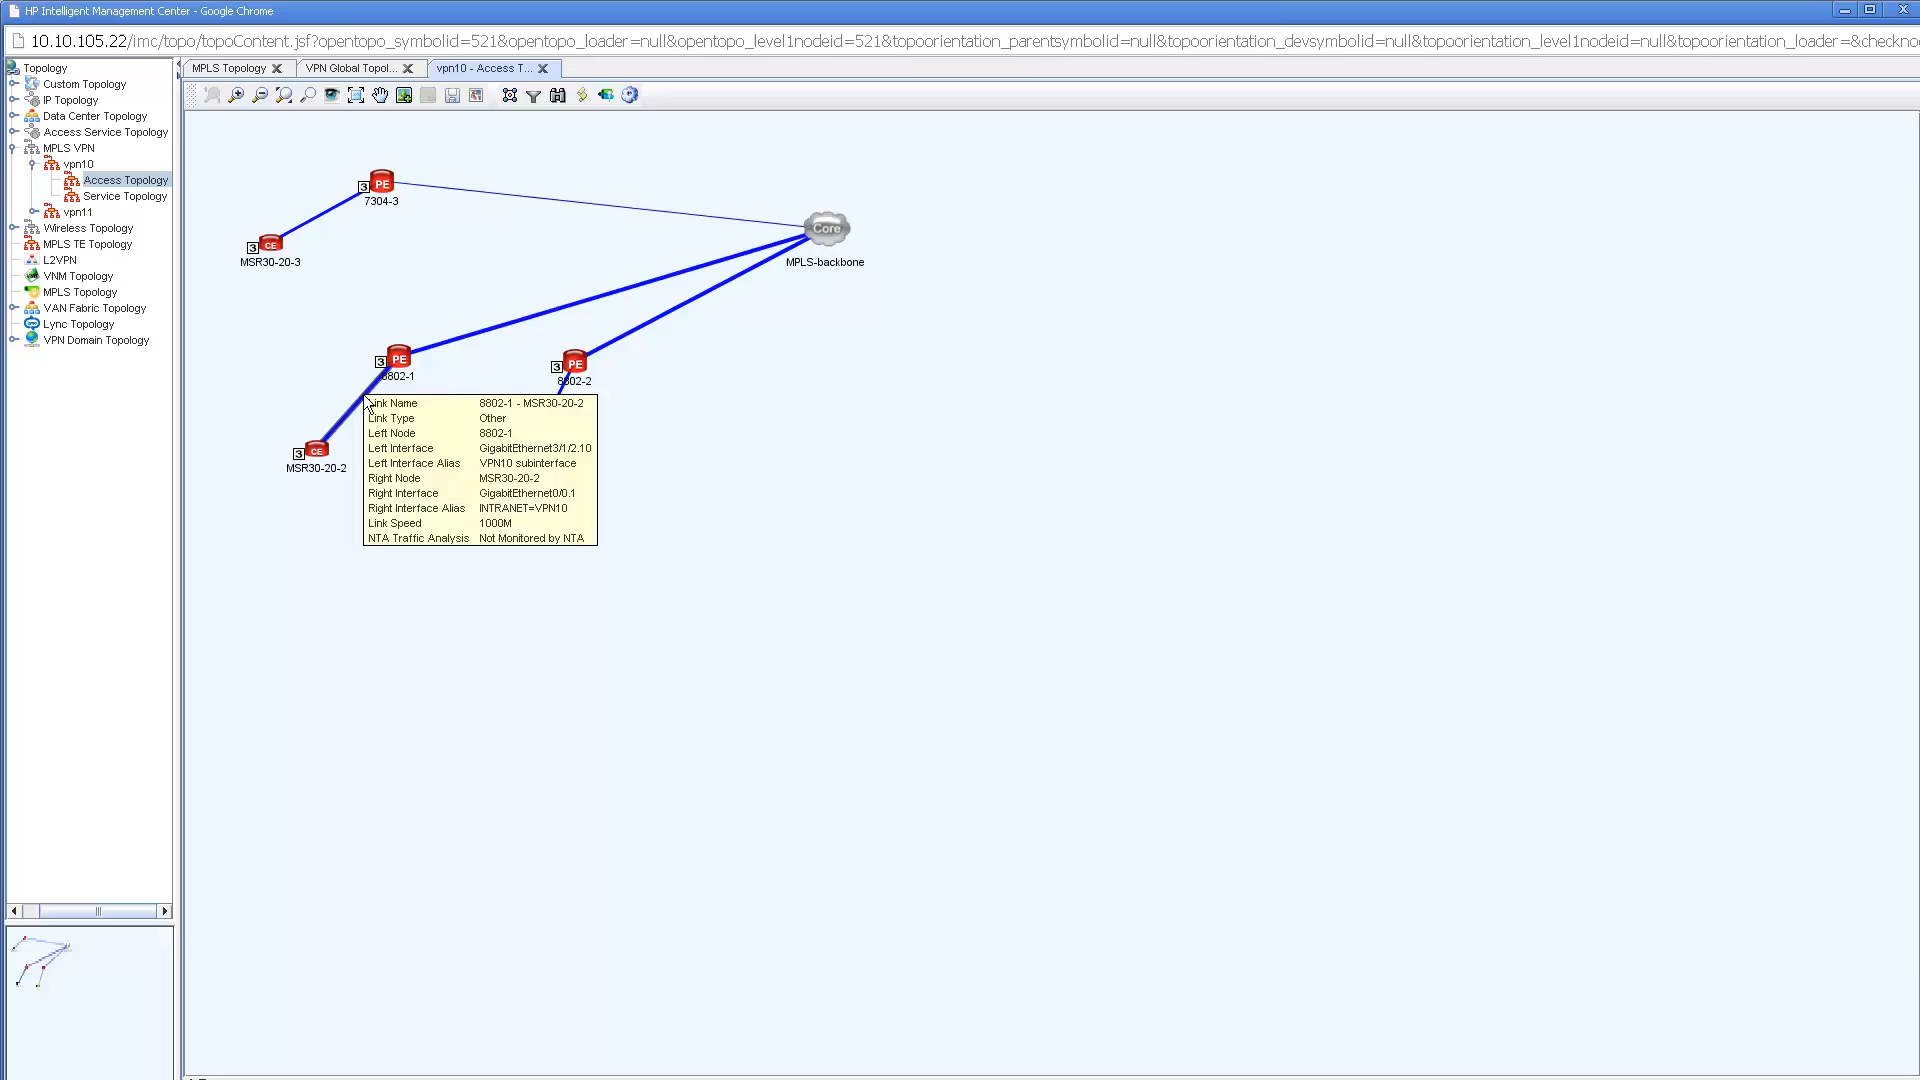 HP Intelligent Management Center - Google Chrome
10.10.105.22/imc/topo/topoContent.jsf?opentopo_symbolid=521&opentopo_loader=null&opentopo_level1nodeid=521&topoorientation_parentsymbolid=null&topoorientation_devsymbolid=null&topoorientation_level1nodeid=null&topoorientation_loader=&checkno
Topology
Custom Topology
IP Topology
Data Center Topology
Access Service Topology
MPLS VPN
vpn10
Access Topology
Service Topology
vpn11
Wireless Topology
MPLS TE Topology
L2VPN
VNM Topology
MPLS Topology
VAN Fabric Topology
Lync Topology
VPN Domain Topology
MPLS Topology
VPN Global Topol...
vpn10 - Access T...
3 PE
7304-3
3 CE
MSR30-20-3
Core
MPLS-backbone
3 PE
8802-1
3 PE
8802-2
3 CE
MSR30-20-2
Link Name 8802-1 - MSR30-20-2
Link Type Other
Left Node 8802-1
Left Interface GigabitEthernet3/1/2.10
Left Interface Alias VPN10 subinterface
Right Node MSR30-20-2
Right Interface GigabitEthernet0/0.1
Right Interface Alias INTRANET=VPN10
Link Speed 1000M
NTA Traffic Analysis Not Monitored by NTA